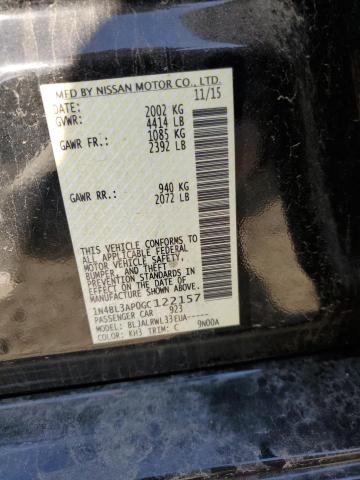 MFD BY NISSAN MOTOR CO., LTD.
DATE: 11/15
GVWR: 2002 KG
4414 LB
GAWR FR: 1085 KG
2392 LB
GAWR RR: 940 KG
2072 LB
THIS VEHICLE CONFORMS TO
ALL APPLICABLE FEDERAL
MOTOR VEHICLE SAFETY,
BUMPER, AND THEFT
PREVENTION STANDARDS IN
EFFECT ON THE DATE OF
MANUFACTURE SHOWN ABOVE.
1N4BL3AP0GC122157
PASSENGER CAR 923
MODEL: BLJALRWL33EUA-----
COLOR: KH3 TRIM: C 9N00A